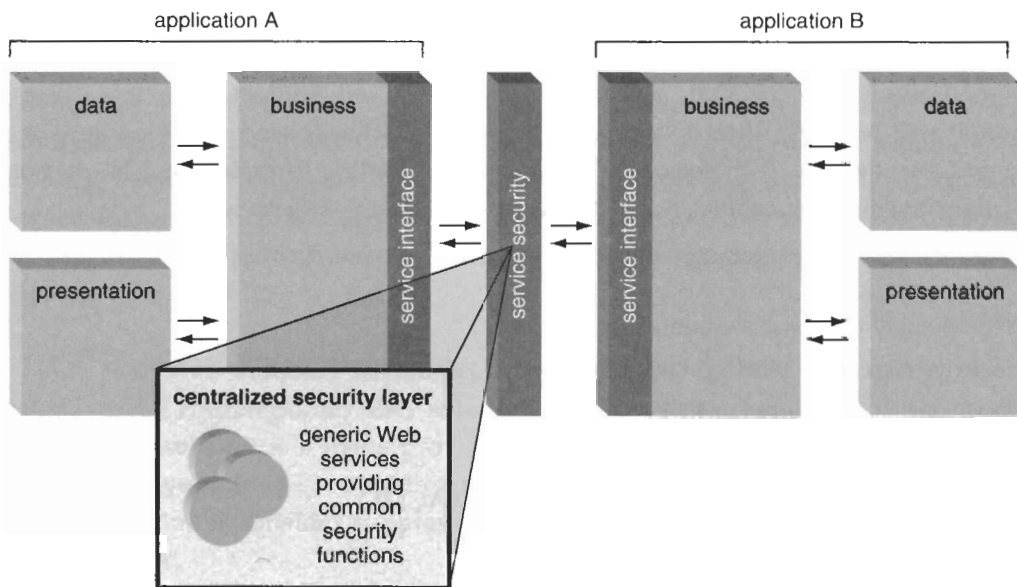 application A
application B
data
business
service interface
service security
service interface
business
data
presentation
presentation
centralized security layer
generic Web
services
providing
common
security
functions